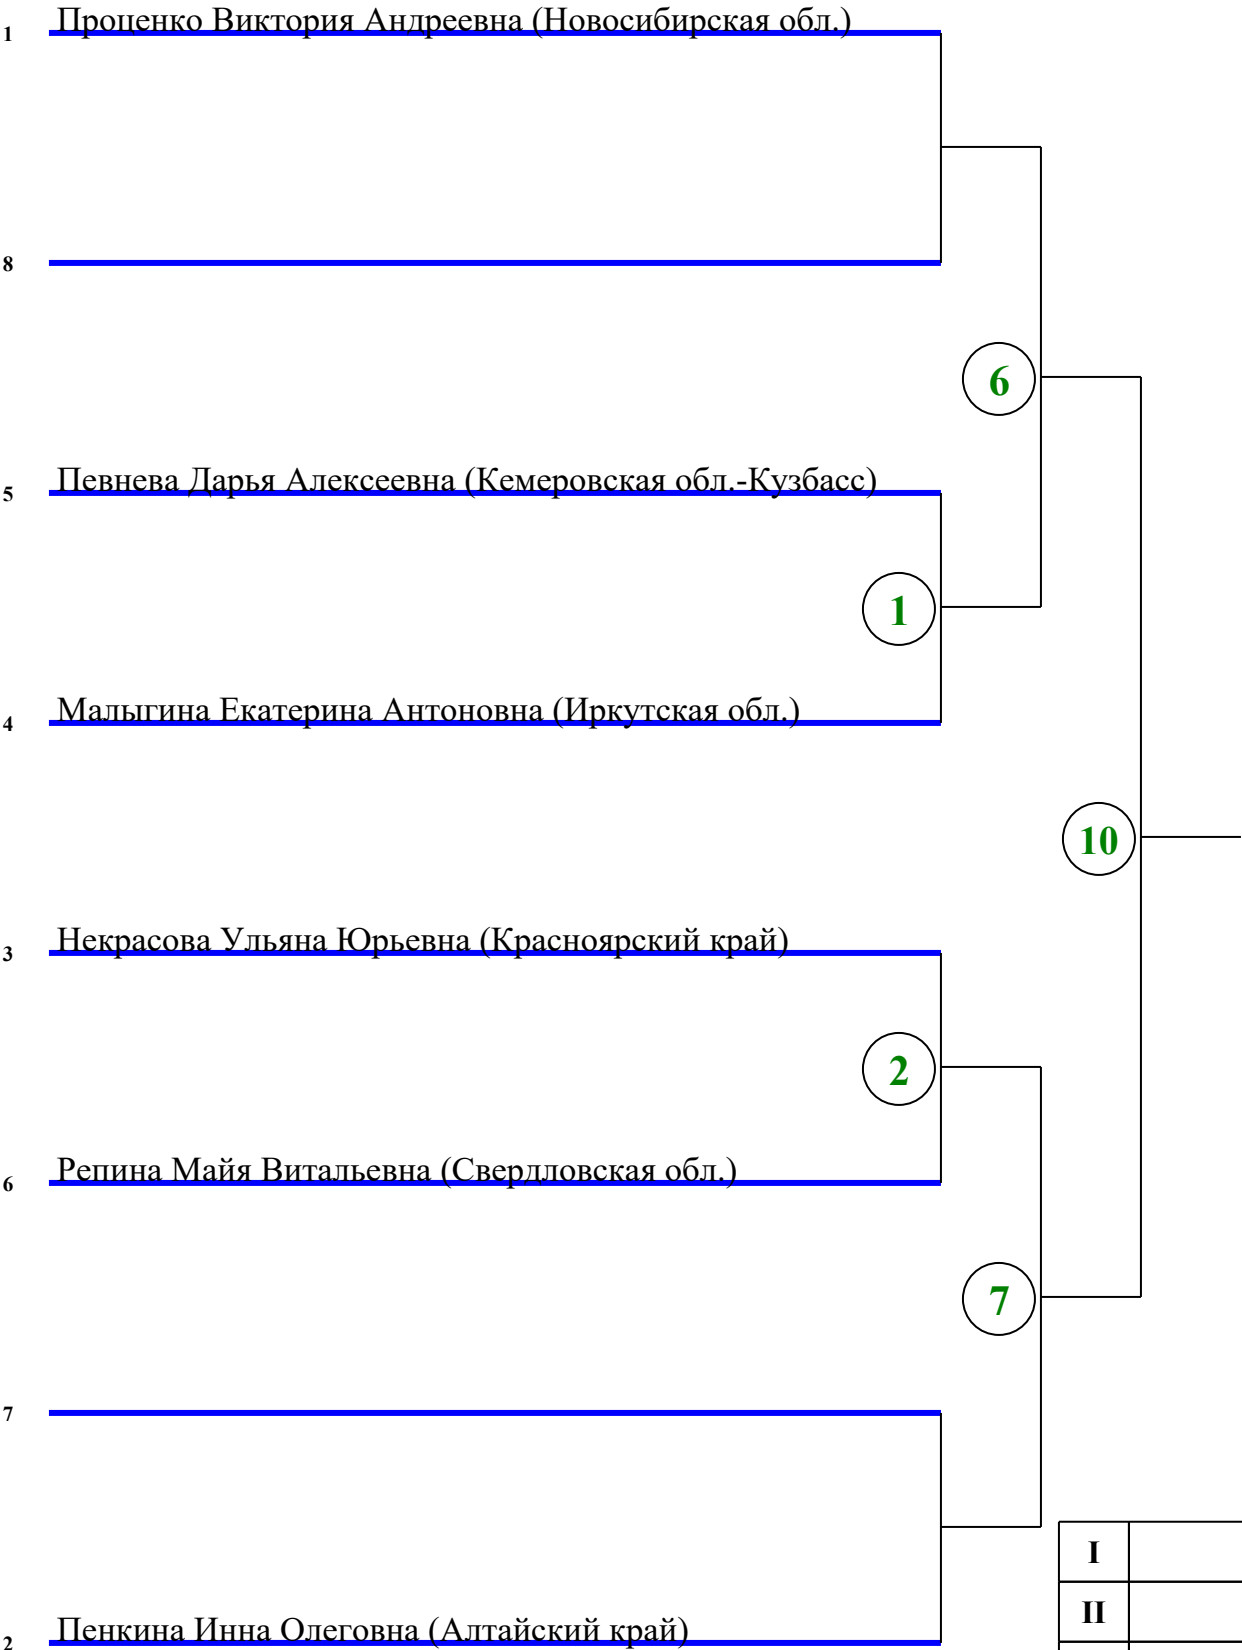 1 Проценко Виктория Андреевна (Новосибирская обл.)
8
6
5 Певнева Дарья Алексеевна (Кемеровская обл.-Кузбасс)
1
4 Малыгина Екатерина Антоновна (Иркутская обл.)
10
3 Некрасова Ульяна Юрьевна (Красноярский край)
2
6 Репина Майя Витальевна (Свердловская обл.)
7
7
I
II
2 Пенкина Инна Олеговна (Алтайский край)